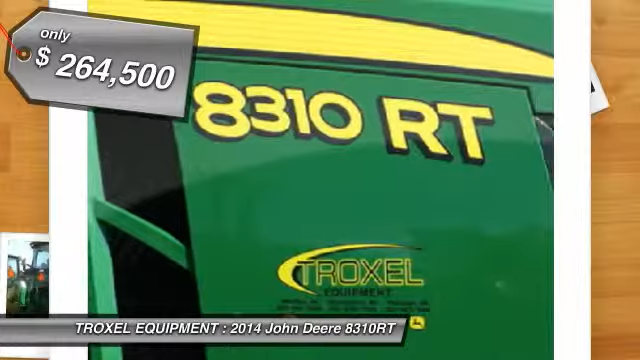 only
$ 264,500
8310 RT
TROXEL
EQUIPMENT
TROXEL EQUIPMENT : 2014 John Deere 8310RT